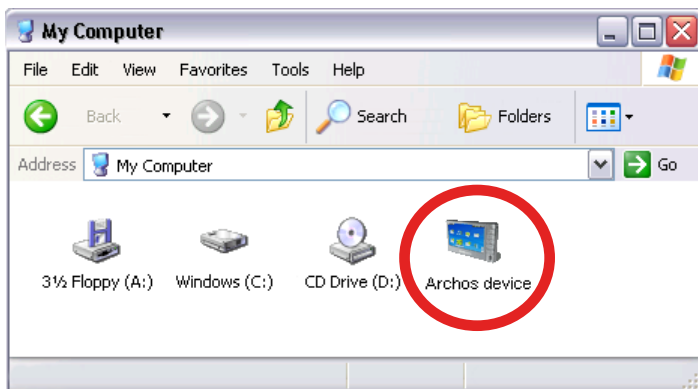 My Computer
File Edit View Favorites Tools Help
Back Search Folders
Address My Computer Go
3½ Floppy (A:) Windows (C:) CD Drive (D:) Archos device